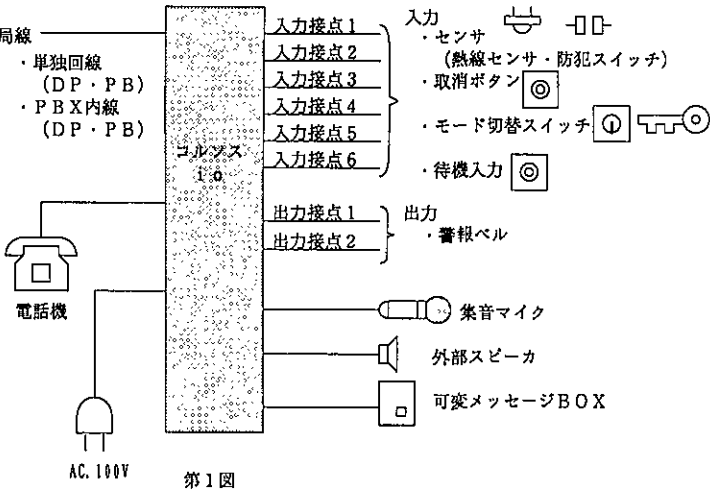 局線
・単独回線
(DP・PB)
・PBX内線
(DP・PB)
電話機
AC.100V
コルソス
10
入力接点1
入力接点2
入力接点3
入力接点4
入力接点5
入力接点6
出力接点1
出力接点2
入力
・センサ
(熱線センサ・防犯スイッチ)
・取消ボタン
・モード切替スイッチ
・待機入力
出力
・警報ベル
集音マイク
外部スピーカ
可変メッセージBOX
第1図